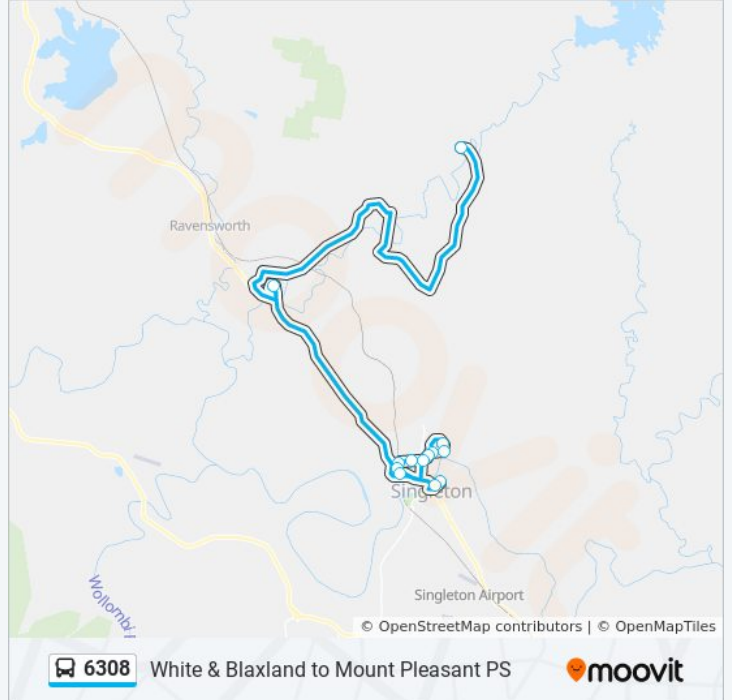 Ravensworth
Singleton
Singleton Airport
© OpenStreetMap contributors | © OpenMapTiles
6308 White & Blaxland to Mount Pleasant PS moovit